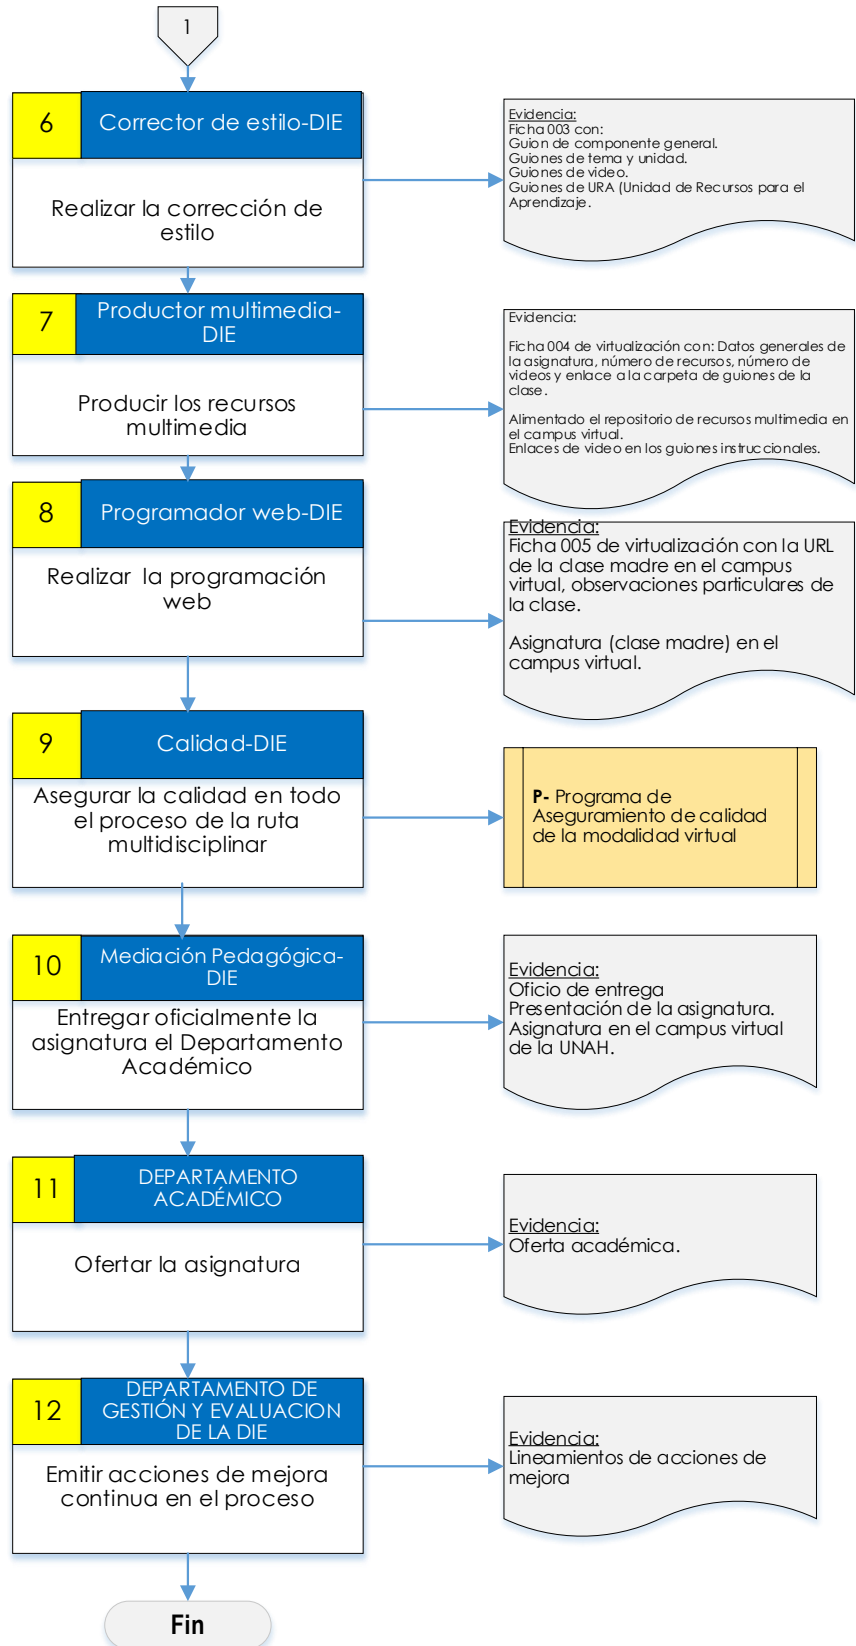 1
6
Corrector de estilo-DIE
Realizar la corrección de
estilo
Evidencia:
Ficha 003 con:
Guion de componente general.
Guiones de tema y unidad.
Guiones de video.
Guiones de URA (Unidad de Recursos para el
Aprendizaje.
7
Productor multimedia-
DIE
Producir los recursos
multimedia
Evidencia:
Ficha 004 de virtualización con: Datos generales de
la asignatura, número de recursos, número de
videos y enlace a la carpeta de guiones de la
clase.
Alimentado el repositorio de recursos multimedia en
el campus virtual.
Enlaces de video en los guiones instruccionales.
8
Programador web-DIE
Realizar la programación
web
Evidencia:
Ficha 005 de virtualización con la URL
de la clase madre en el campus
virtual, observaciones particulares de
la clase.
Asignatura (clase madre) en el
campus virtual.
9
Calidad-DIE
Asegurar la calidad en todo
el proceso de la ruta
multidisciplinar
P- Programa de
Aseguramiento de calidad
de la modalidad virtual
10
Mediación Pedagógica-
DIE
Entregar oficialmente la
asignatura el Departamento
Académico
Evidencia:
Oficio de entrega
Presentación de la asignatura.
Asignatura en el campus virtual
de la UNAH.
11
DEPARTAMENTO
ACADÉMICO
Ofertar la asignatura
Evidencia:
Oferta académica.
12
DEPARTAMENTO DE
GESTIÓN Y EVALUACION
DE LA DIE
Emitir acciones de mejora
continua en el proceso
Evidencia:
Lineamientos de acciones de
mejora
Fin